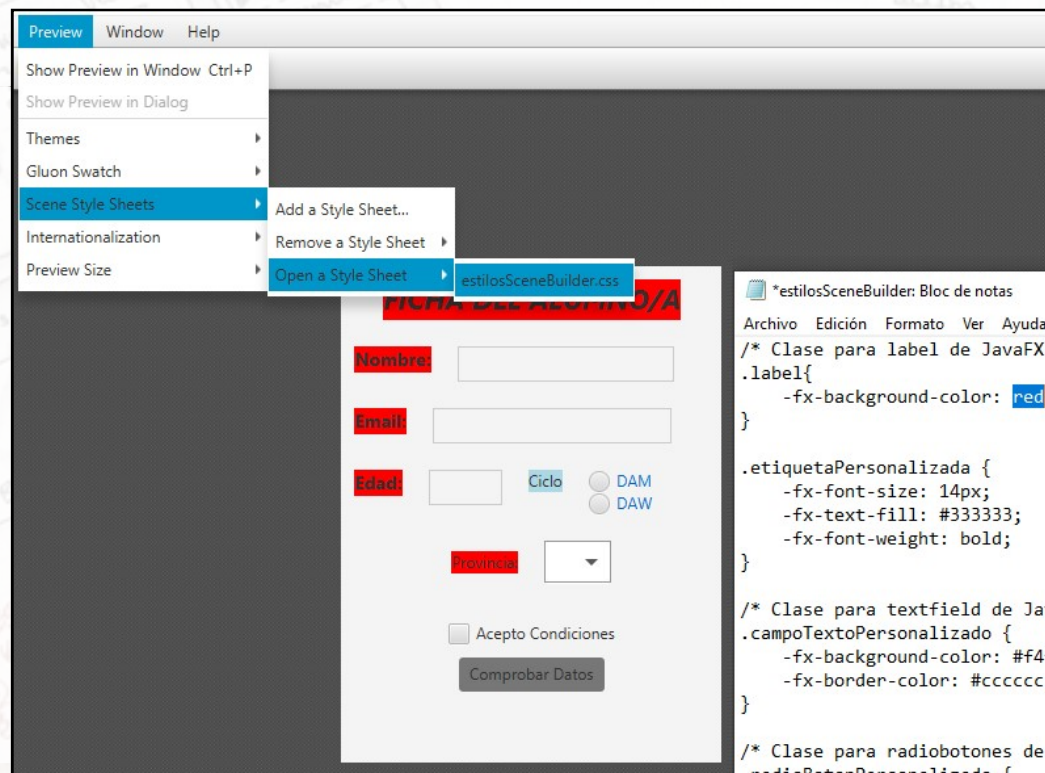 Preview Window Help
Show Preview in Window Ctrl+P
Show Preview in Dialog
Themes
Gluon Swatch
Scene Style Sheets
Internationalization
Preview Size
Add a Style Sheet...
Remove a Style Sheet
Open a Style Sheet
estilosSceneBuilder.css
FICHA DEL ALUMNO/A
Nombre:
Email:
Edad:
Ciclo
DAM
DAW
Provincia:
Acepto Condiciones
Comprobar Datos
*estilosSceneBuilder: Bloc de notas
Archivo Edición Formato Ver Ayuda
/* Clase para label de JavaFX
.label{
-fx-background-color: red
}
.etiquetaPersonalizada {
-fx-font-size: 14px;
-fx-text-fill: #333333;
-fx-font-weight: bold;
}
/* Clase para textfield de Jav
.campoTextoPersonalizado {
-fx-background-color: #f4
-fx-border-color: #cccccc
}
/* Clase para radiobotones de